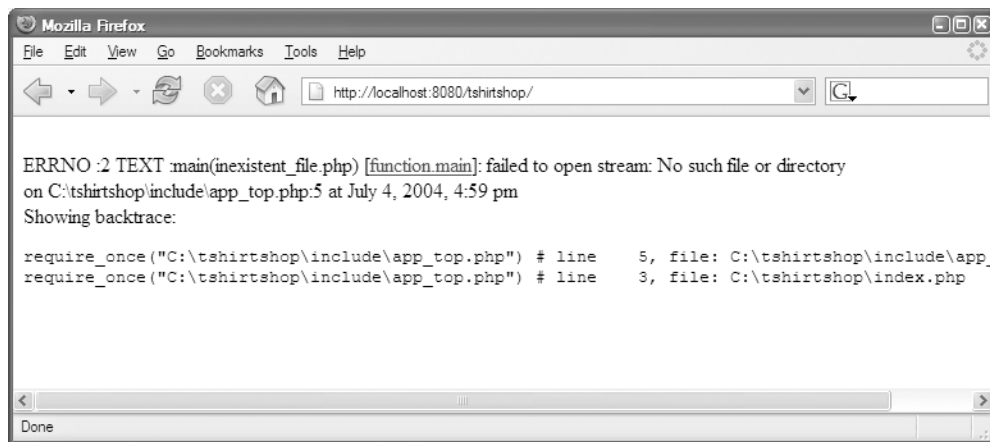 Mozilla Firefox
File Edit View Go Bookmarks Tools Help
http://localhost:8080/tshirtshop/ G
ERRNO :2 TEXT :main(inexistent_file.php) [function.main]: failed to open stream: No such file or directory
on C:\tshirtshop\include\app_top.php:5 at July 4, 2004, 4:59 pm
Showing backtrace:
require_once("C:\tshirtshop\include\app_top.php") # line    5, file: C:\tshirtshop\include\app_
require_once("C:\tshirtshop\include\app_top.php") # line    3, file: C:\tshirtshop\index.php
Done